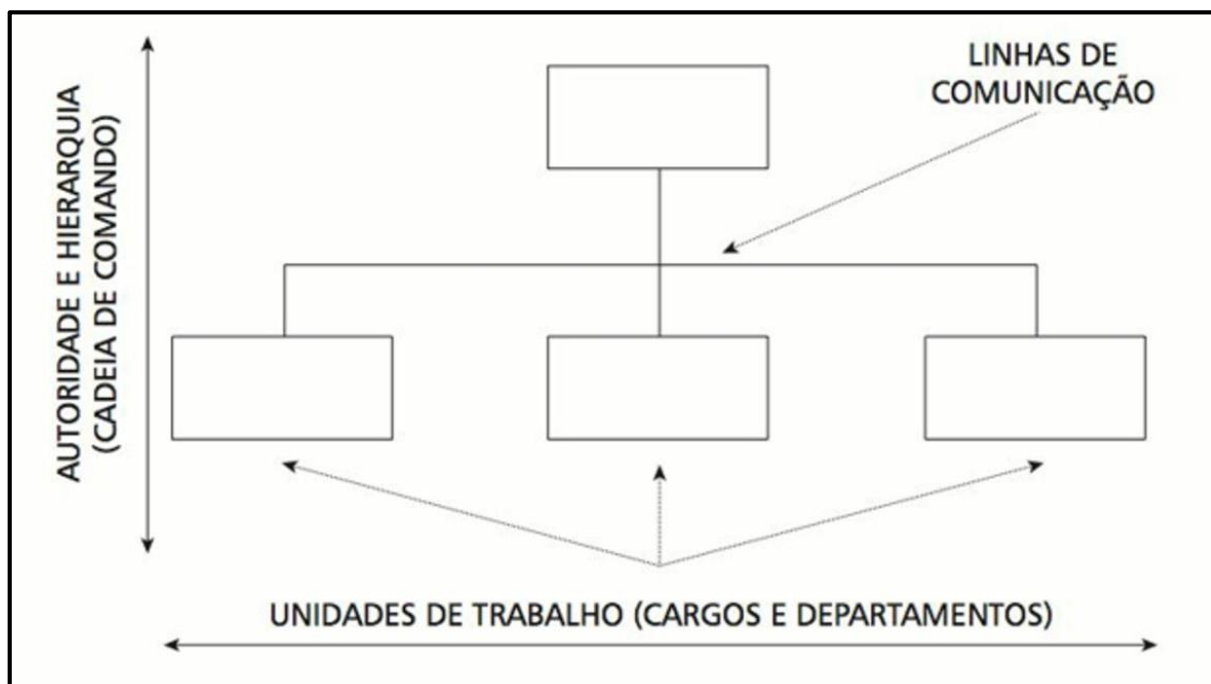 LINHAS DE
COMUNICAÇÃO
AUTORIDADE E HIERARQUIA
(CADEIA DE COMANDO)
UNIDADES DE TRABALHO (CARGOS E DEPARTAMENTOS)